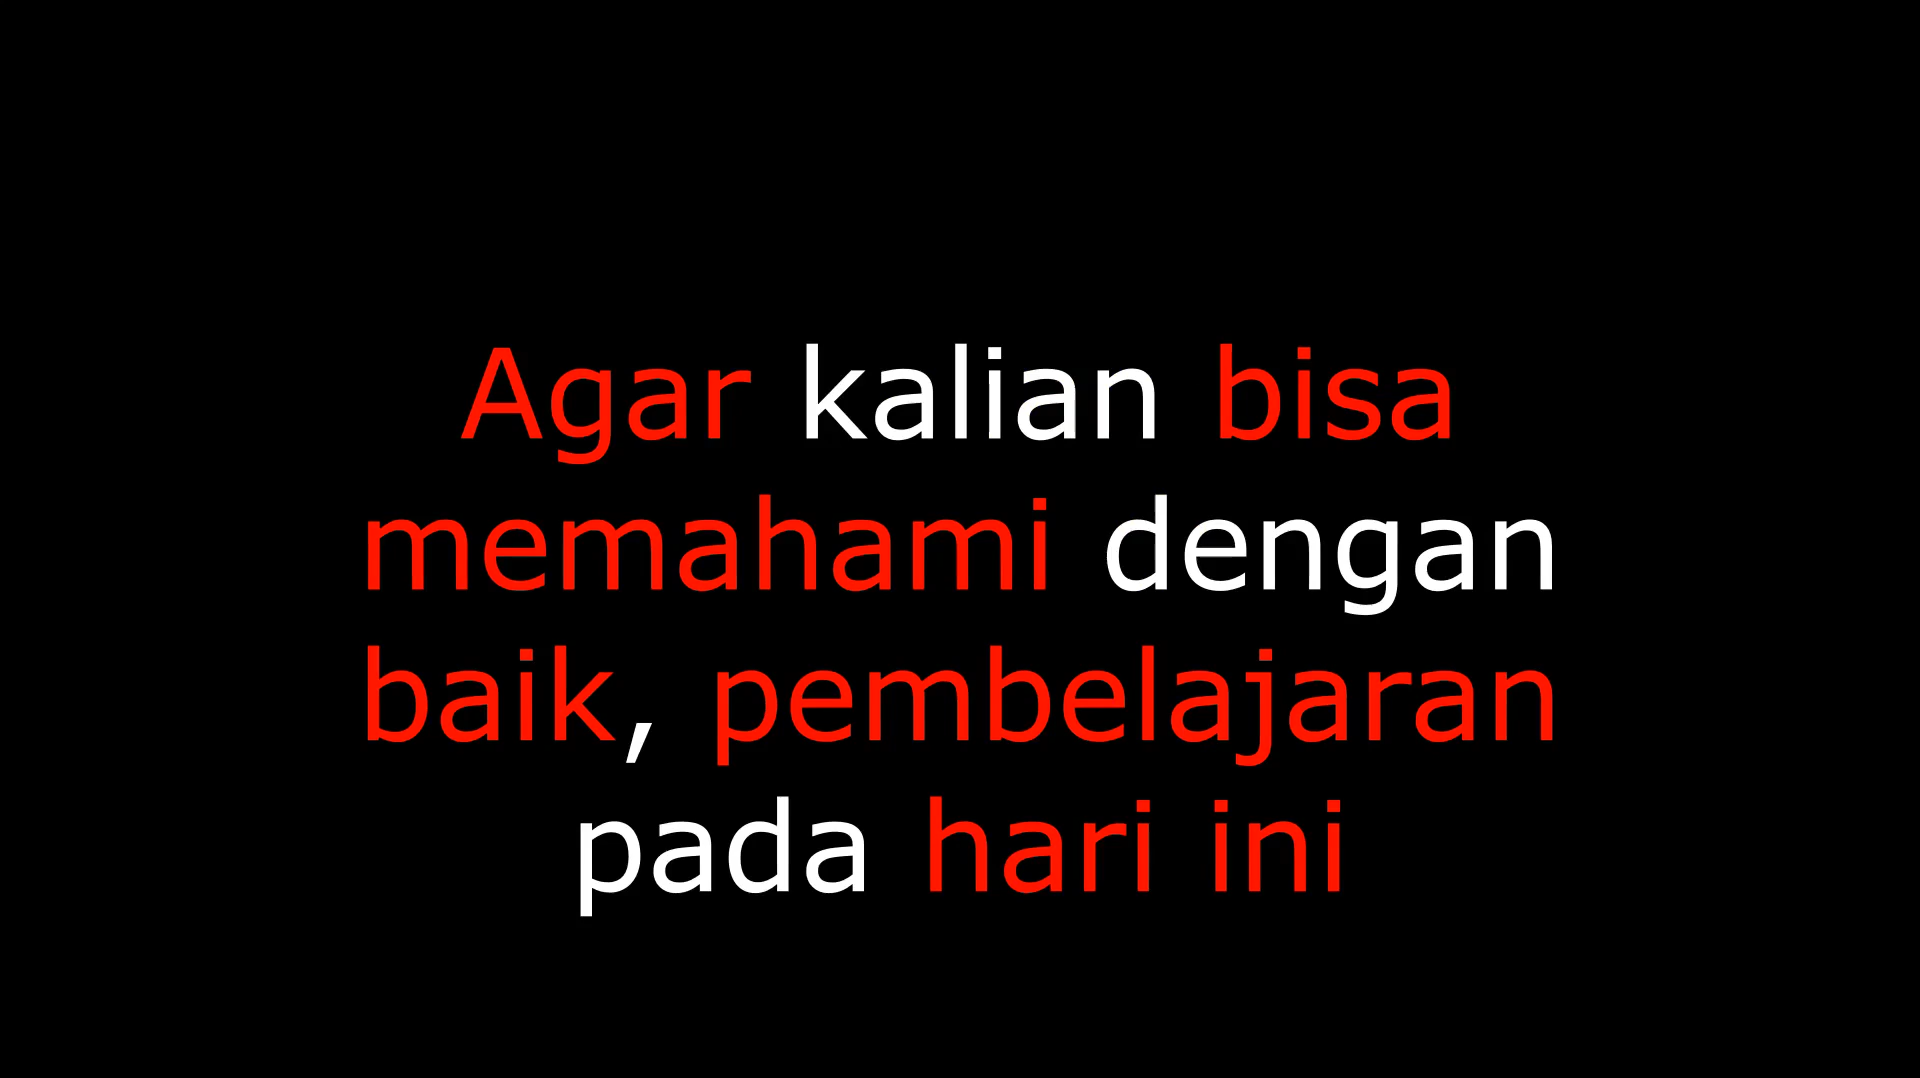 Agar kalian bisa
memahami dengan
baik, pembelajaran
pada hari ini